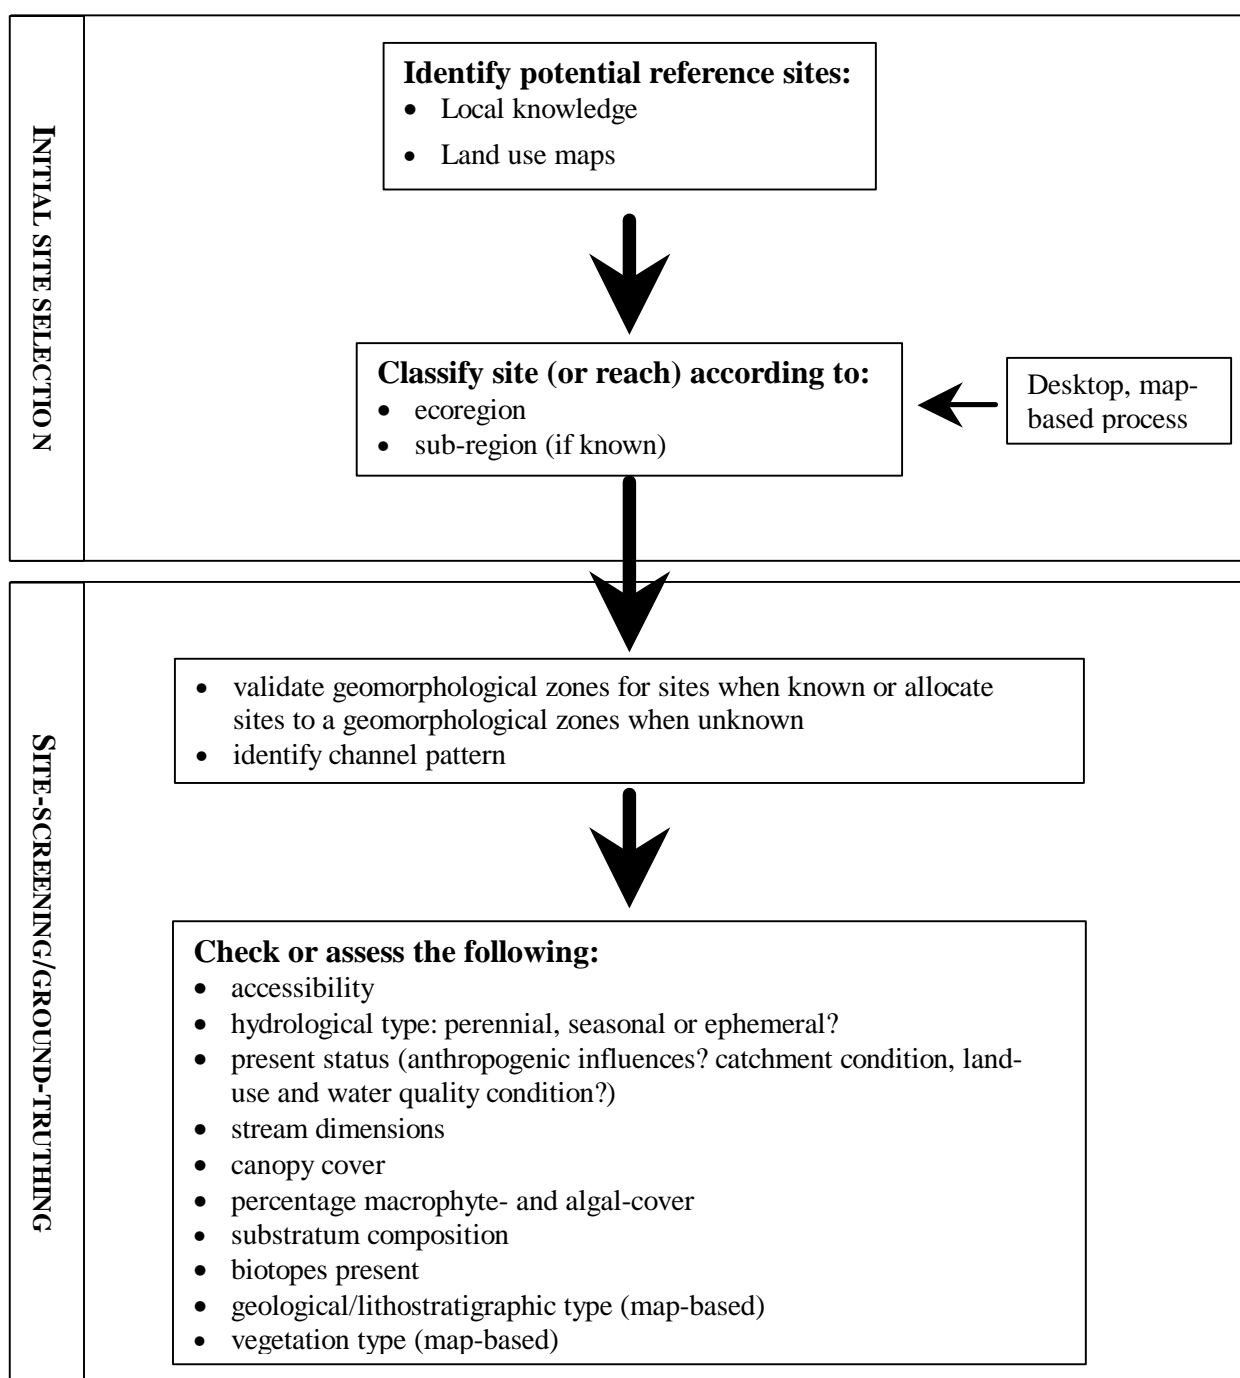 INITIAL SITE SELECTION
Identify potential reference sites:
• Local knowledge
• Land use maps
Classify site (or reach) according to:
• ecoregion
• sub-region (if known)
Desktop, map-
based process
SITE-SCREENING/GROUND-TRUTHING
• validate geomorphological zones for sites when known or allocate
sites to a geomorphological zones when unknown
• identify channel pattern
Check or assess the following:
• accessibility
• hydrological type: perennial, seasonal or ephemeral?
• present status (anthropogenic influences? catchment condition, land-
use and water quality condition?)
• stream dimensions
• canopy cover
• percentage macrophyte- and algal-cover
• substratum composition
• biotopes present
• geological/lithostratigraphic type (map-based)
• vegetation type (map-based)